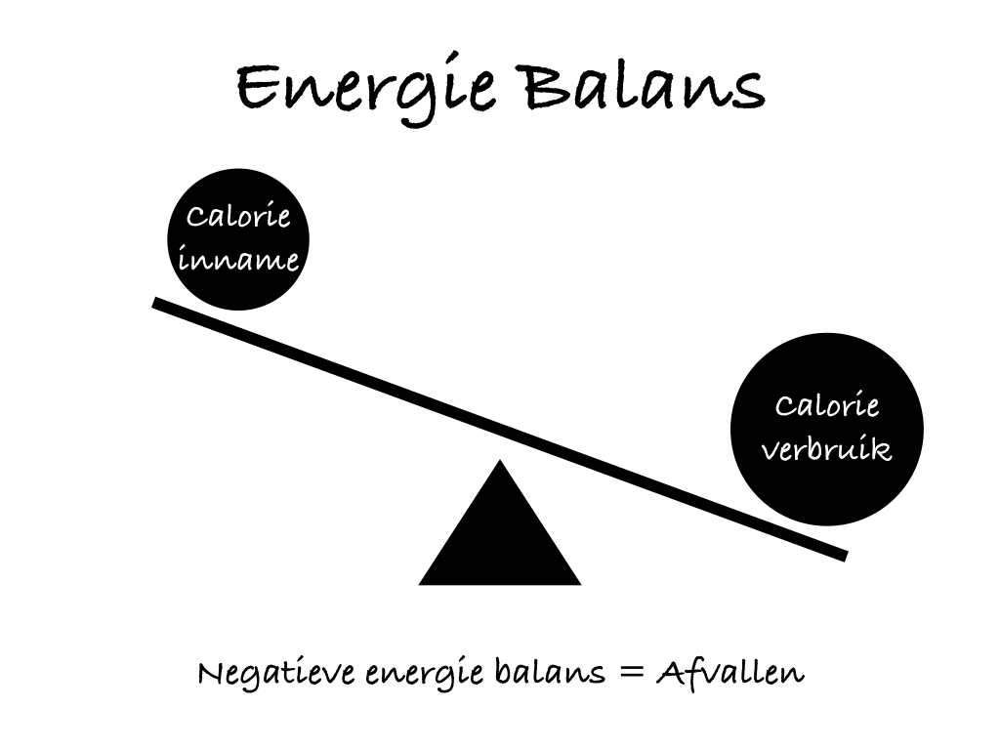 Energie Balans
Calorie
inname
Calorie
verbruik
Negatieve energie balans = Afvallen